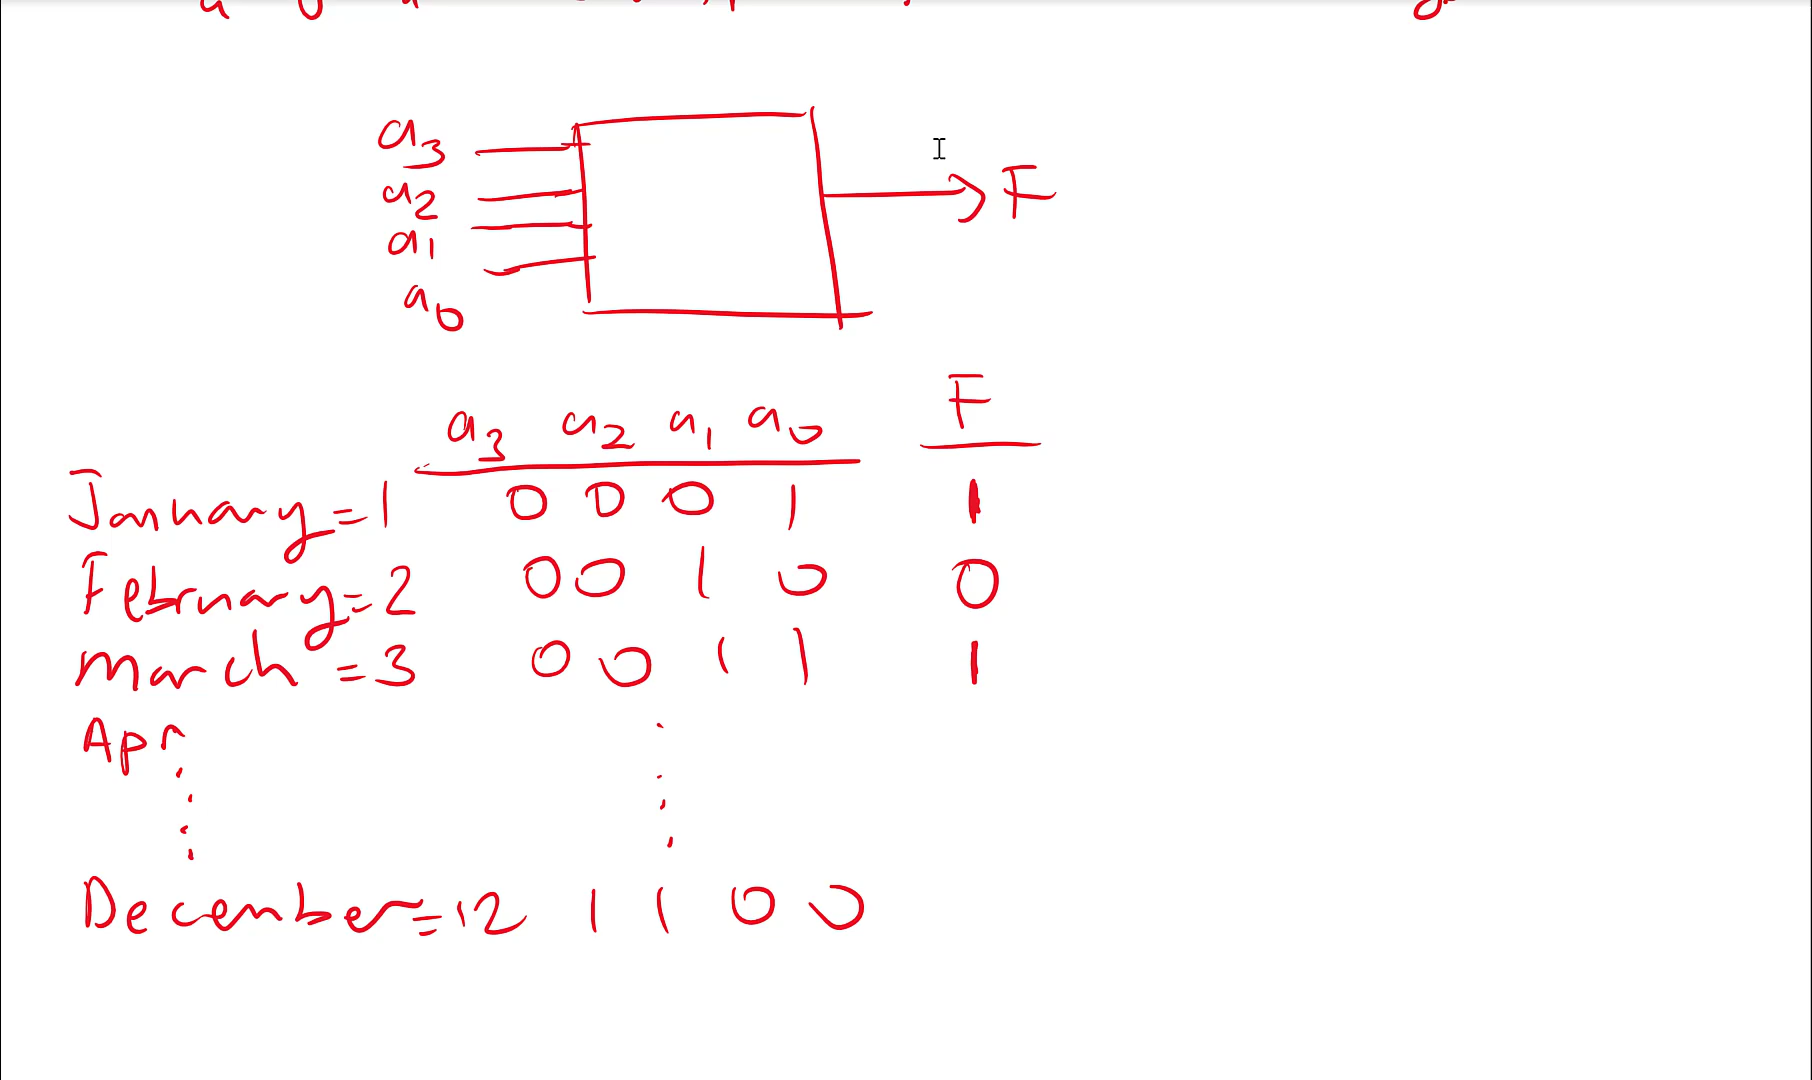 a3
a2
a1
a0
F
a3 a2 a1 a0 F
January=1 0 0 0 1 1
February=2 0 0 1 0 0
March=3 0 0 1 1 1
Apr
December=12 1 1 0 0